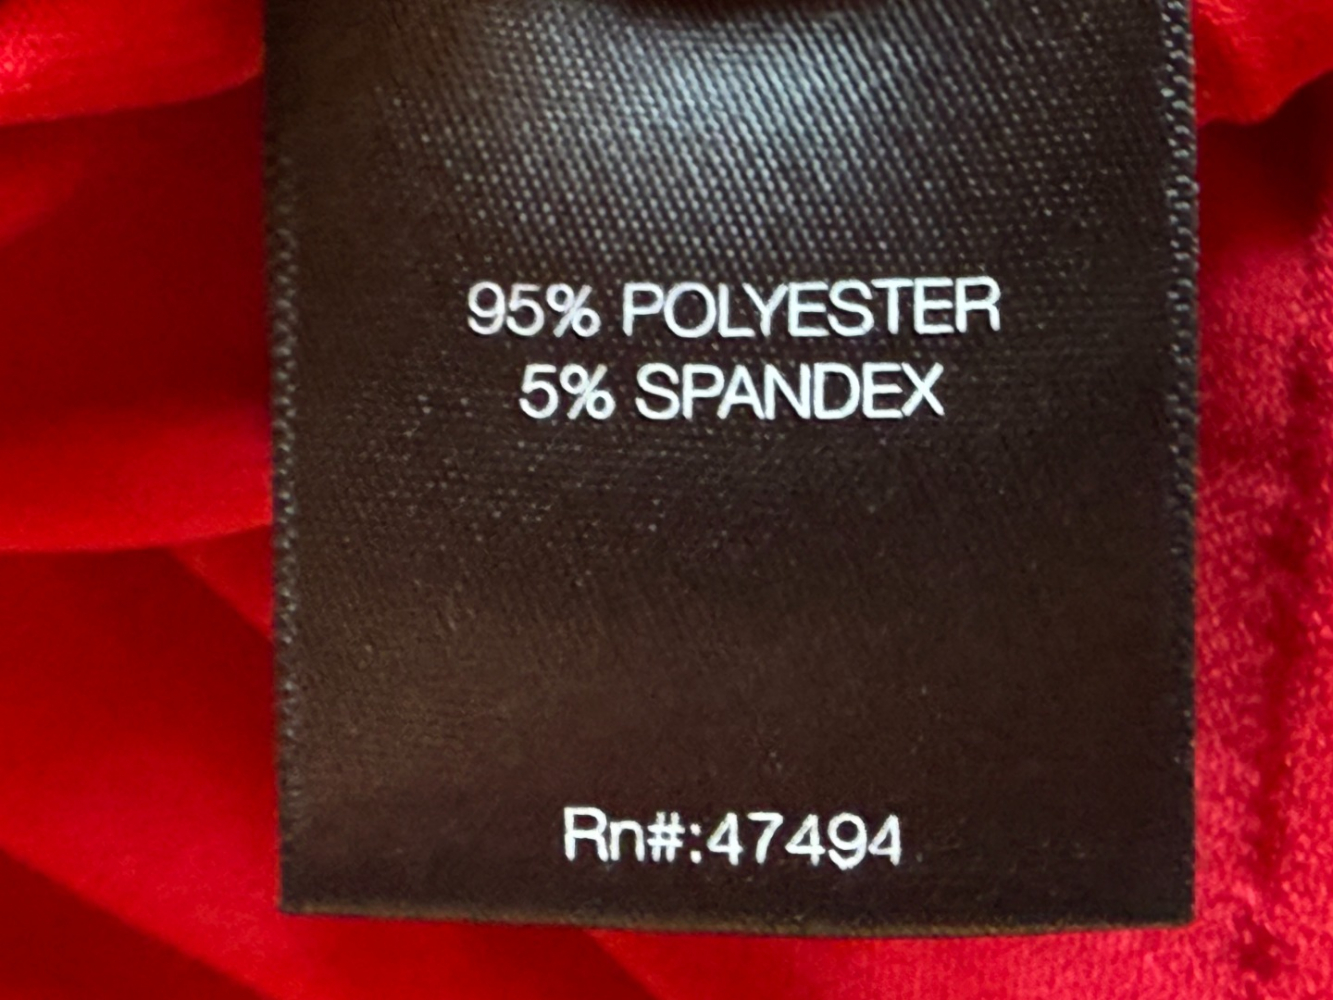 95% POLYESTER
5% SPANDEX
Rn#:47494